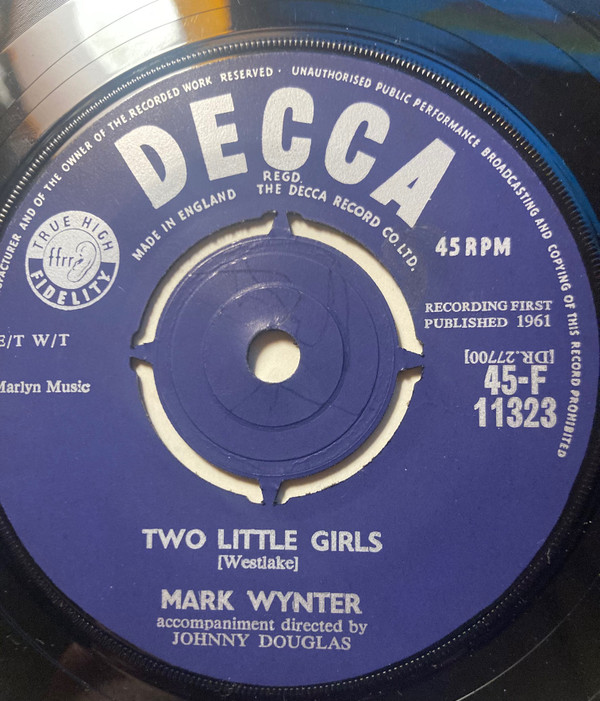 FACTURER AND OF THE OWNER OF THE RECORDED WORK RESERVED · UNAUTHORISED PUBLIC PERFORMANCE BROADCASTING AND COPYING OF THIS RECORD PROHIBITED
DECCA
REGD.
MADE IN ENGLAND THE DECCA RECORD CO. LTD.
TRUE HIGH
ffrr
FIDELITY
45 RPM
RECORDING FIRST
PUBLISHED 1961
E/T W/T
[DR.27700]
45-F
11323
Marlyn Music
TWO LITTLE GIRLS
[Westlake]
MARK WYNTER
accompaniment directed by
JOHNNY DOUGLAS